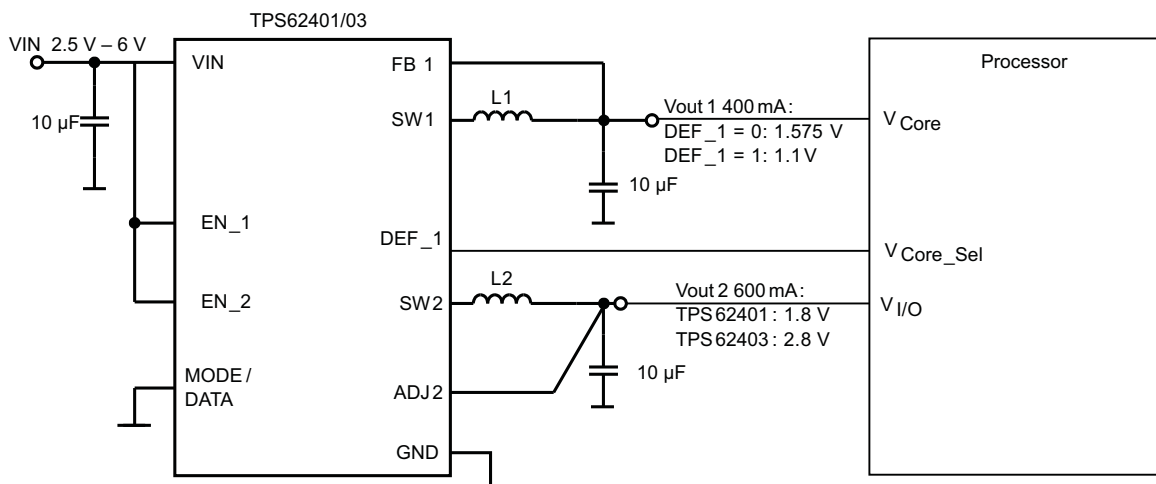 TPS62401/03
VIN 2.5 V – 6 V
VIN
FB 1
Processor
L1
10 µF
SW1
Vout 1 400 mA:
DEF_1 = 0: 1.575 V
DEF_1 = 1: 1.1 V
V Core
10 µF
EN_1
DEF_1
V Core_Sel
L2
EN_2
SW2
Vout 2 600 mA:
TPS62401 : 1.8 V
TPS62403 : 2.8 V
V I/O
MODE/
DATA
10 µF
ADJ2
GND